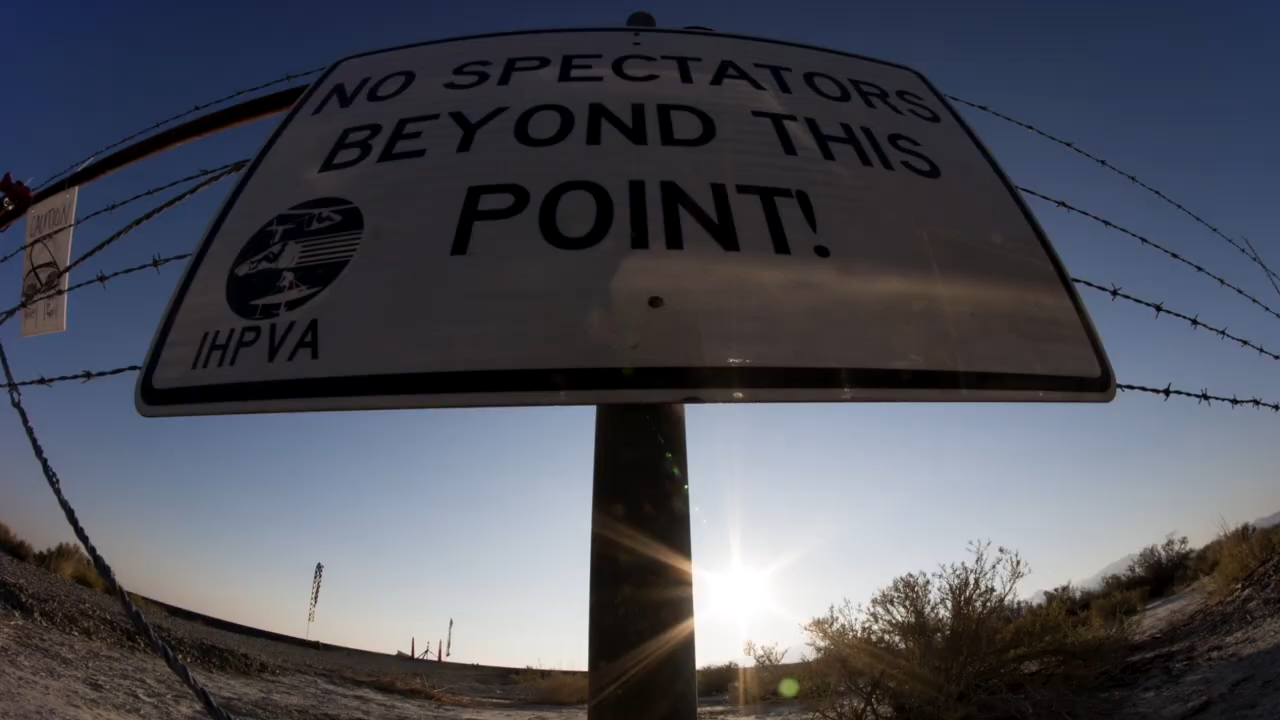 NO SPECTATORS
BEYOND THIS
POINT!
IHPVA
CAUTION